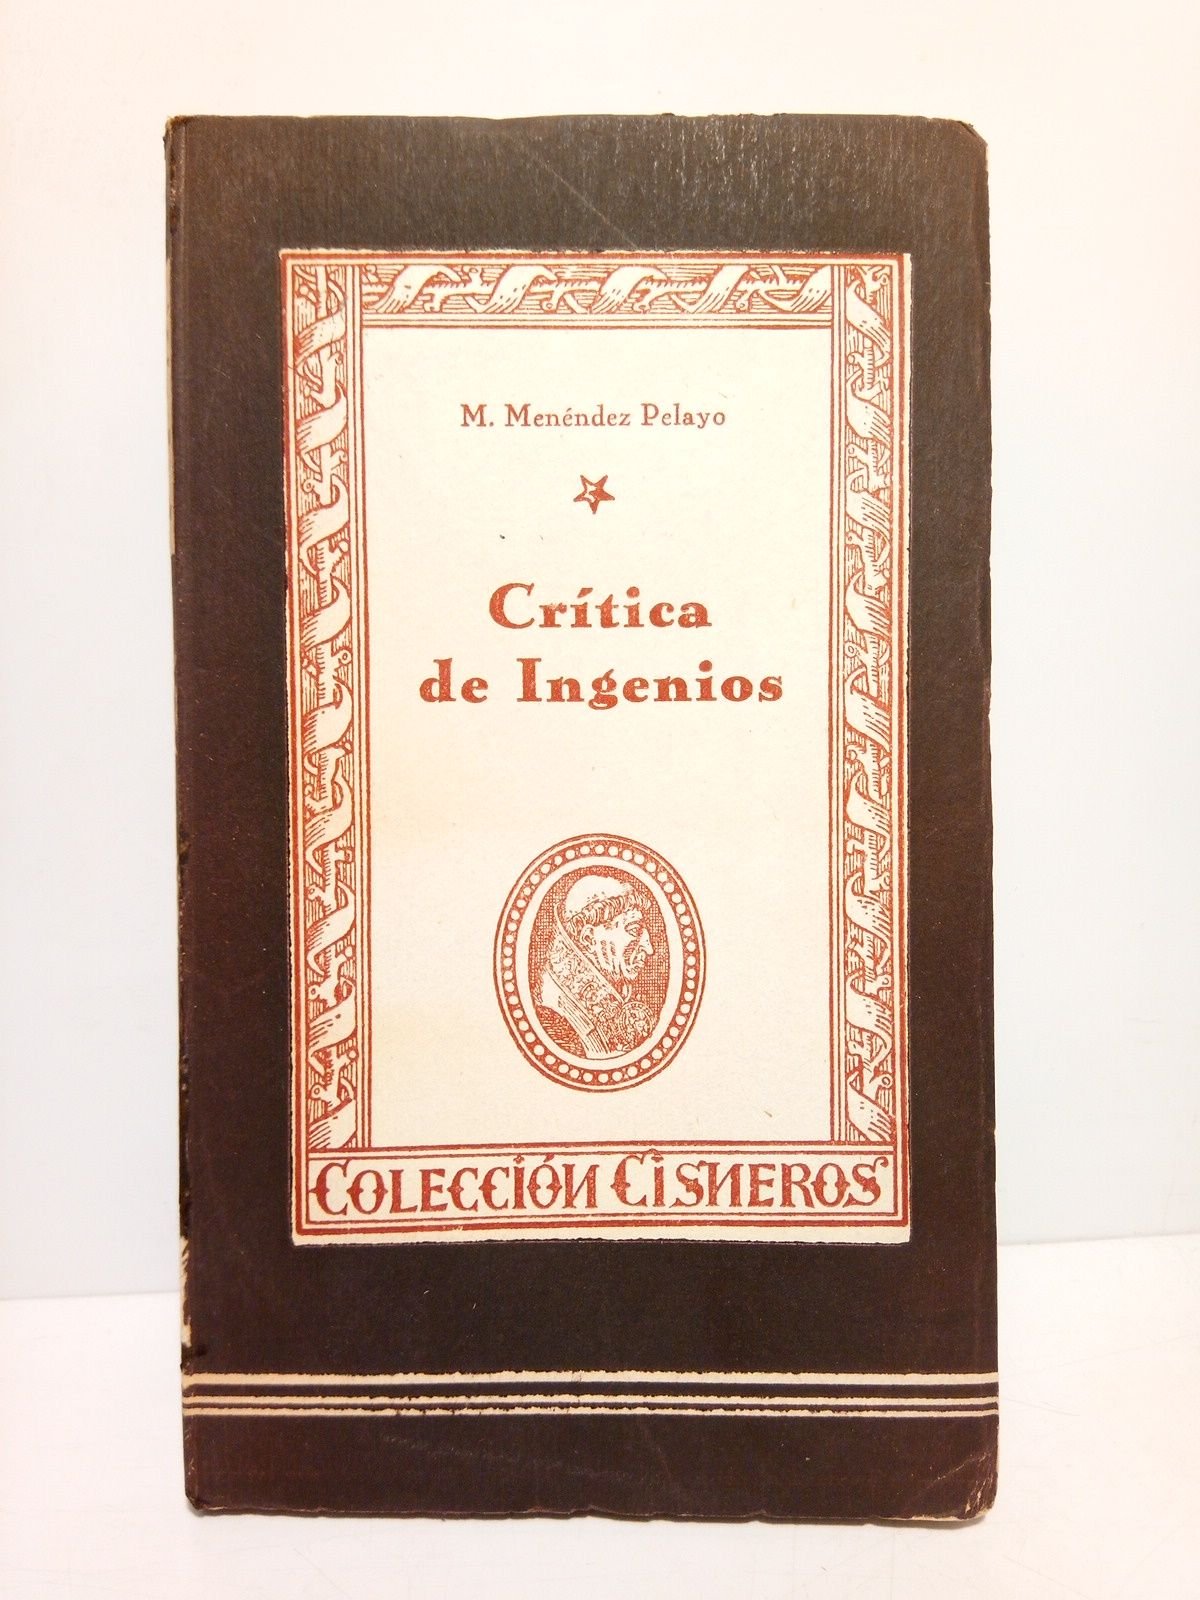 M. Menéndez Pelayo
Crítica
de Ingenios
COLECCIÓN CISNEROS